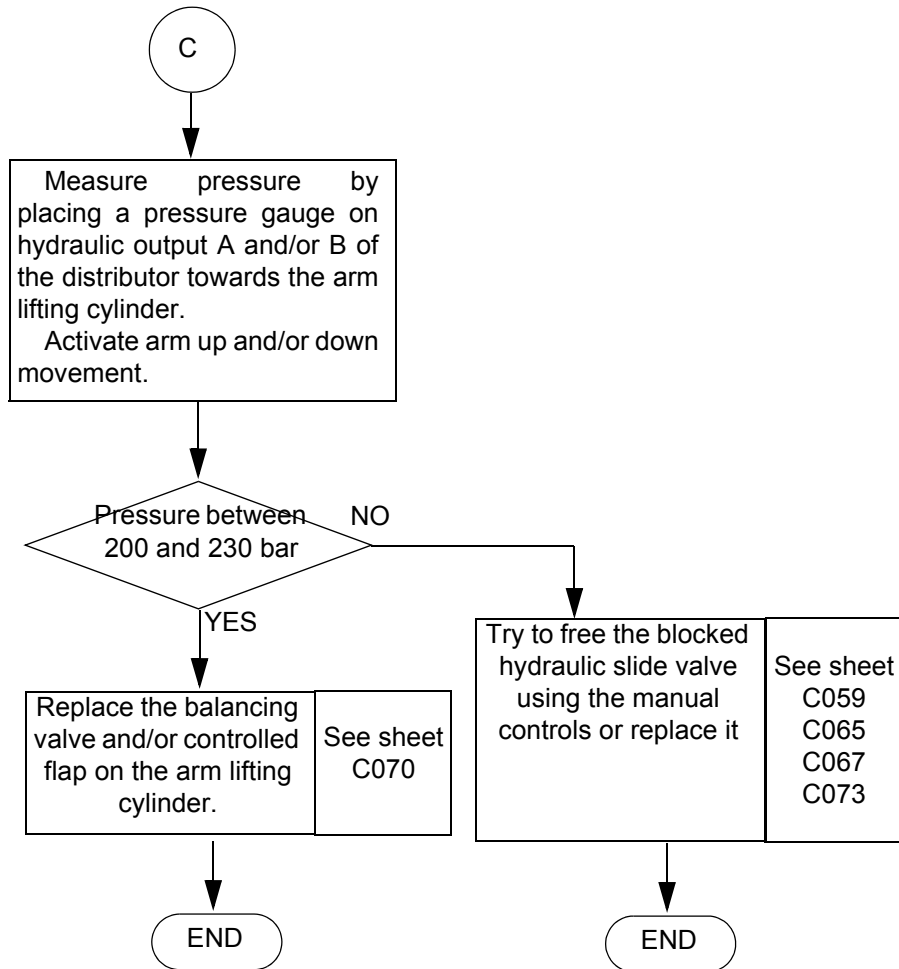 C
Measure pressure by
placing a pressure gauge on
hydraulic output A and/or B of
the distributor towards the arm
lifting cylinder.
Activate arm up and/or down
movement.
Pressure between
200 and 230 bar
NO
YES
Replace the balancing
valve and/or controlled
flap on the arm lifting
cylinder.
See sheet
C070
Try to free the blocked
hydraulic slide valve
using the manual
controls or replace it
See sheet
C059
C065
C067
C073
END
END